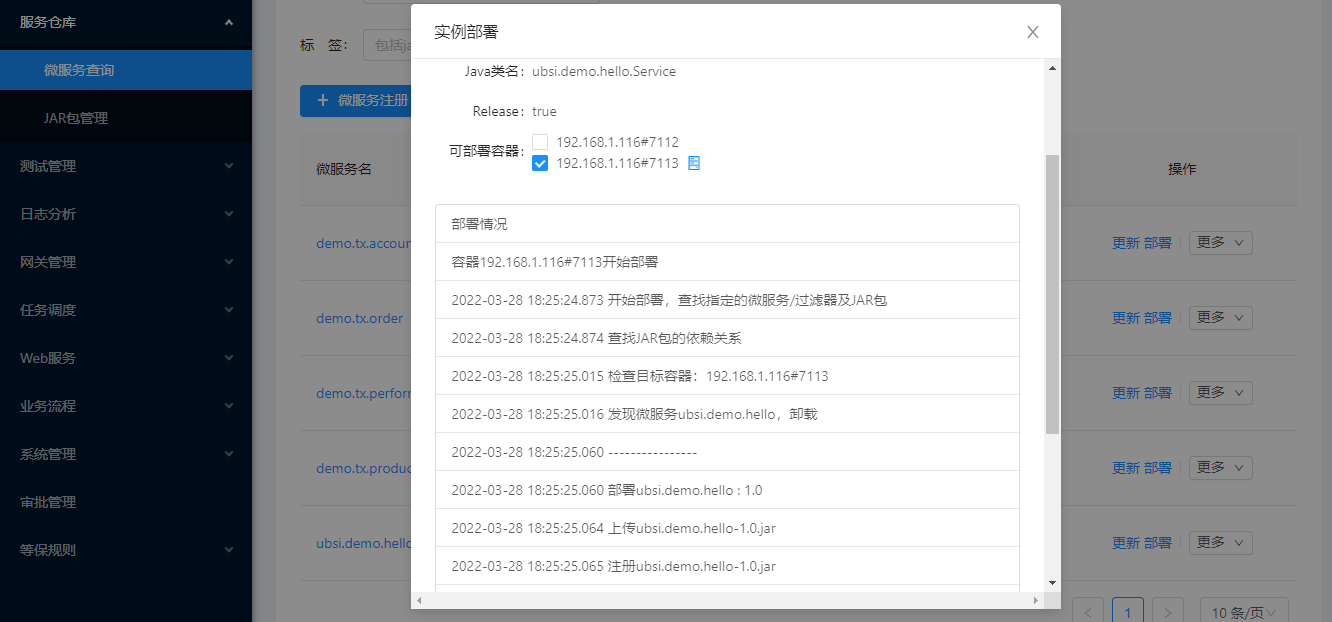 服务仓库
微服务查询
JAR包管理
测试管理
日志分析
网关管理
任务调度
Web服务
业务流程
系统管理
审批管理
等保规则
标 签：
包括ja
+ 微服务注册
微服务名
操作
demo.tx.accoun
更新 部署 更多
demo.tx.order
更新 部署 更多
demo.tx.perforr
更新 部署 更多
demo.tx.produc
更新 部署 更多
ubsi.demo.hello
更新 部署 更多
< 1 > 10 条/页
实例部署
Java类名： ubsi.demo.hello.Service
Release： true
可部署容器：
192.168.1.116#7112
192.168.1.116#7113
部署情况
容器192.168.1.116#7113开始部署
2022-03-28 18:25:24.873 开始部署，查找指定的微服务/过滤器及JAR包
2022-03-28 18:25:24.874 查找JAR包的依赖关系
2022-03-28 18:25:25.015 检查目标容器：192.168.1.116#7113
2022-03-28 18:25:25.016 发现微服务ubsi.demo.hello，卸载
2022-03-28 18:25:25.060 ----------------
2022-03-28 18:25:25.060 部署ubsi.demo.hello : 1.0
2022-03-28 18:25:25.064 上传ubsi.demo.hello-1.0.jar
2022-03-28 18:25:25.065 注册ubsi.demo.hello-1.0.jar